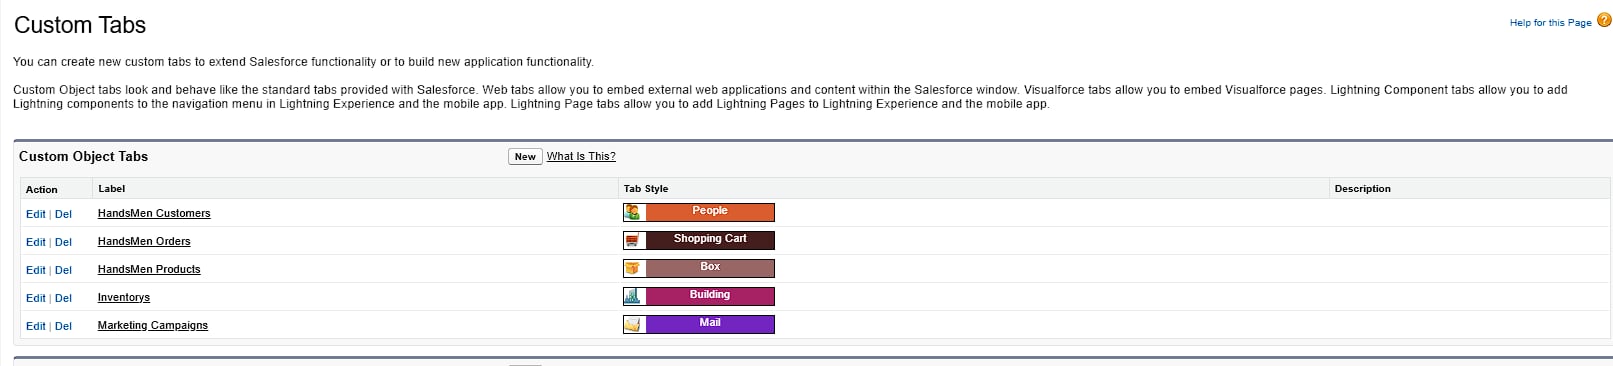 Custom Tabs
Help for this Page
You can create new custom tabs to extend Salesforce functionality or to build new application functionality.
Custom Object tabs look and behave like the standard tabs provided with Salesforce. Web tabs allow you to embed external web applications and content within the Salesforce window. Visualforce tabs allow you to embed Visualforce pages. Lightning Component tabs allow you to add
Lightning components to the navigation menu in Lightning Experience and the mobile app. Lightning Page tabs allow you to add Lightning Pages to Lightning Experience and the mobile app.
Custom Object Tabs New What Is This?
Action Label Tab Style Description
Edit | Del HandsMen Customers People
Edit | Del HandsMen Orders Shopping Cart
Edit | Del HandsMen Products Box
Edit | Del Inventorys Building
Edit | Del Marketing Campaigns Mail